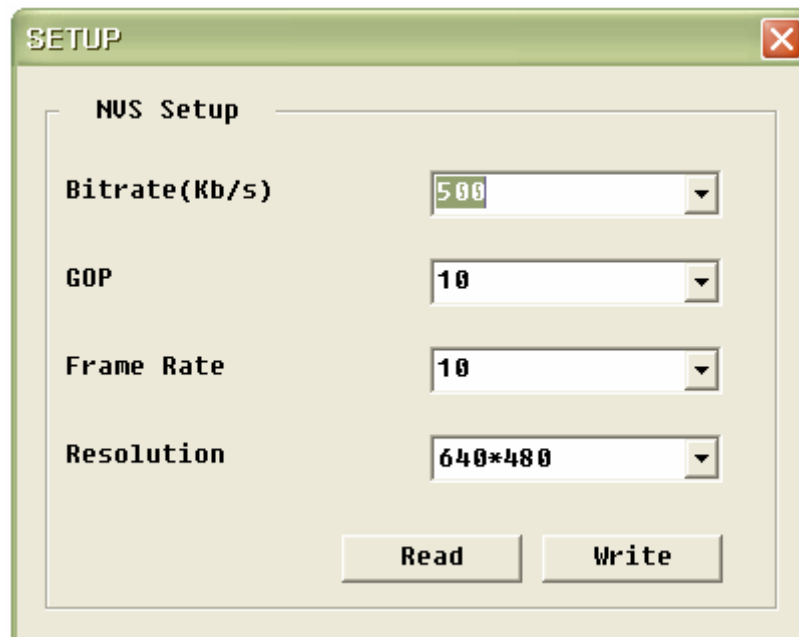 SETUP
NVS Setup
Bitrate(Kb/s) 500
GOP 10
Frame Rate 10
Resolution 640*480
Read Write